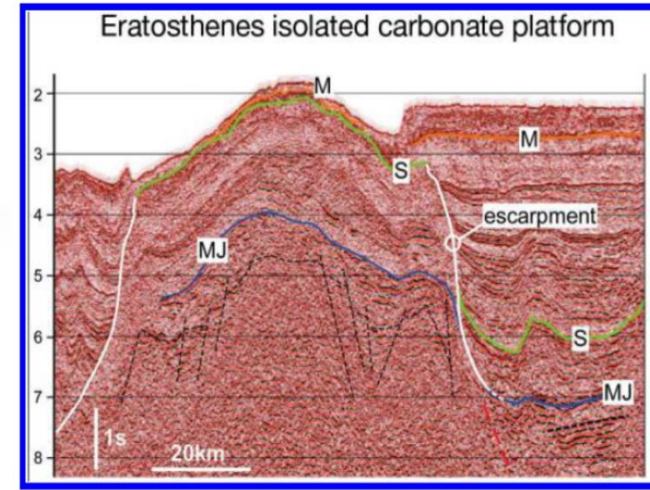 Eratosthenes isolated carbonate platform
M
2
M
3
S
escarpment
4
MJ
5
6
S
7
MJ
1s
20km
8